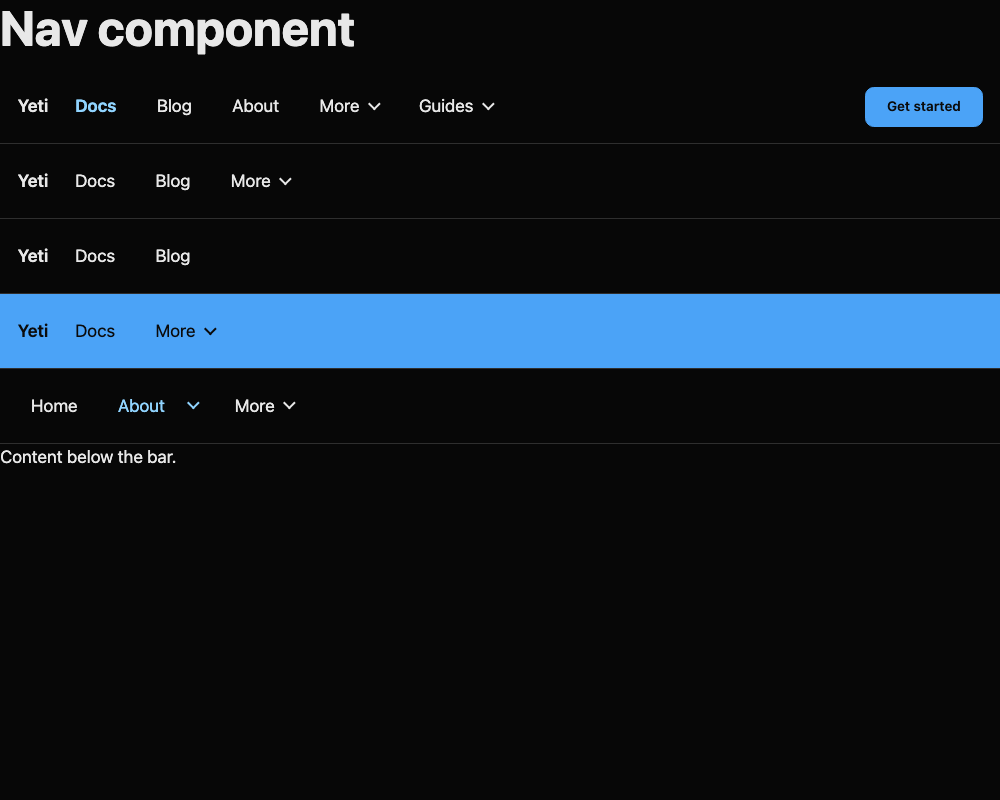 Nav component
Yeti Docs Blog About More Guides Get started
Yeti Docs Blog More
Yeti Docs Blog
Yeti Docs More
Home About More
Content below the bar.